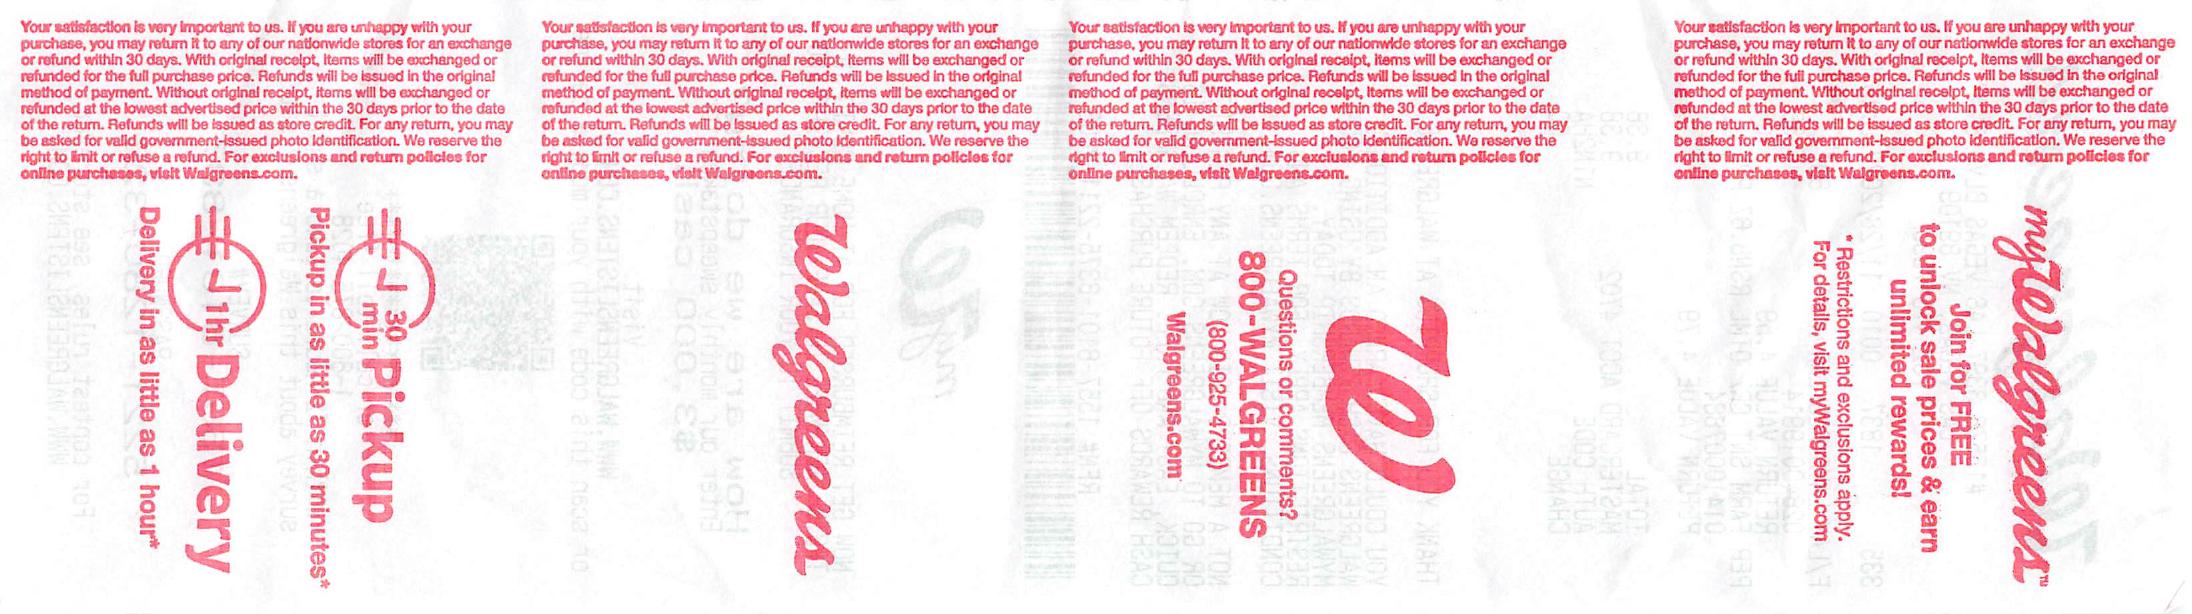 Your satisfaction is very important to us. If you are unhappy with your
purchase, you may return it to any of our nationwide stores for an exchange
or refund within 30 days. With original receipt, items will be exchanged or
refunded for the full purchase price. Refunds will be issued in the original
method of payment. Without original receipt, items will be exchanged or
refunded at the lowest advertised price within the 30 days prior to the date
of the return. Refunds will be issued as store credit. For any return, you may
be asked for valid government-issued photo identification. We reserve the
right to limit or refuse a refund. For exclusions and return policies for
online purchases, visit Walgreens.com.
30 min Pickup
Pickup in as little as 30 minutes*
1hr Delivery
Delivery in as little as 1 hour*
Your satisfaction is very important to us. If you are unhappy with your
purchase, you may return it to any of our nationwide stores for an exchange
or refund within 30 days. With original receipt, items will be exchanged or
refunded for the full purchase price. Refunds will be issued in the original
method of payment. Without original receipt, items will be exchanged or
refunded at the lowest advertised price within the 30 days prior to the date
of the return. Refunds will be issued as store credit. For any return, you may
be asked for valid government-issued photo identification. We reserve the
right to limit or refuse a refund. For exclusions and return policies for
online purchases, visit Walgreens.com.
Walgreens
Your satisfaction is very important to us. If you are unhappy with your
purchase, you may return it to any of our nationwide stores for an exchange
or refund within 30 days. With original receipt, items will be exchanged or
refunded for the full purchase price. Refunds will be issued in the original
method of payment. Without original receipt, items will be exchanged or
refunded at the lowest advertised price within the 30 days prior to the date
of the return. Refunds will be issued as store credit. For any return, you may
be asked for valid government-issued photo identification. We reserve the
right to limit or refuse a refund. For exclusions and return policies for
online purchases, visit Walgreens.com.
W
Questions or comments?
800-WALGREENS
(800-925-4733)
Walgreens.com
Your satisfaction is very important to us. If you are unhappy with your
purchase, you may return it to any of our nationwide stores for an exchange
or refund within 30 days. With original receipt, items will be exchanged or
refunded for the full purchase price. Refunds will be issued in the original
method of payment. Without original receipt, items will be exchanged or
refunded at the lowest advertised price within the 30 days prior to the date
of the return. Refunds will be issued as store credit. For any return, you may
be asked for valid government-issued photo identification. We reserve the
right to limit or refuse a refund. For exclusions and return policies for
online purchases, visit Walgreens.com.
myWalgreens™
Join for FREE
to unlock sale prices & earn
unlimited rewards!
* Restrictions and exclusions apply.
For details, visit myWalgreens.com